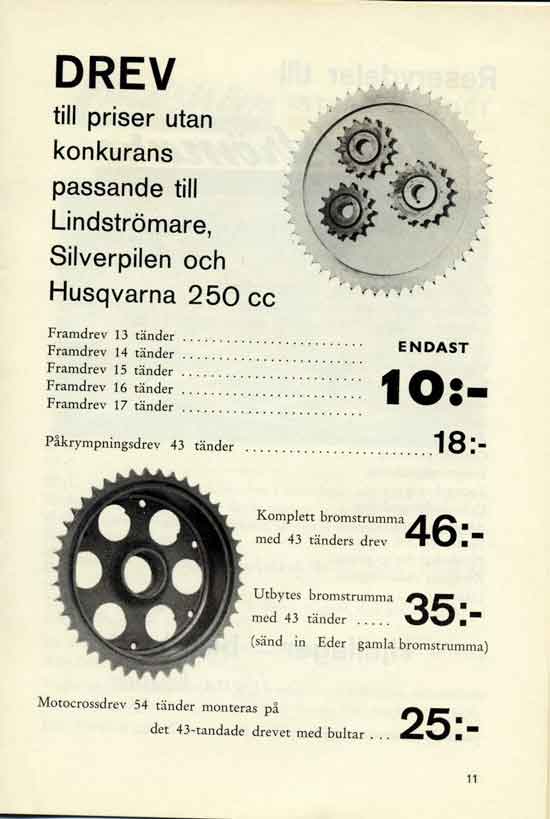 DREV
till priser utan
konkurans
passande till
Lindströmare,
Silverpilen och
Husqvarna 250 cc
Framdrev 13 tänder ..........................
Framdrev 14 tänder ..........................
Framdrev 15 tänder ..........................
Framdrev 16 tänder ..........................
Framdrev 17 tänder ..........................
ENDAST
10:-
Påkrympningsdrev 43 tänder .......................... 18:-
Komplett bromstrumma
med 43 tänders drev 46:-
Utbytes bromstrumma
med 43 tänder ..... 35:-
(sänd in Eder gamla bromstrumma)
Motocrossdrev 54 tänder monteras på
det 43-tandade drevet med bultar ... 25:-
11